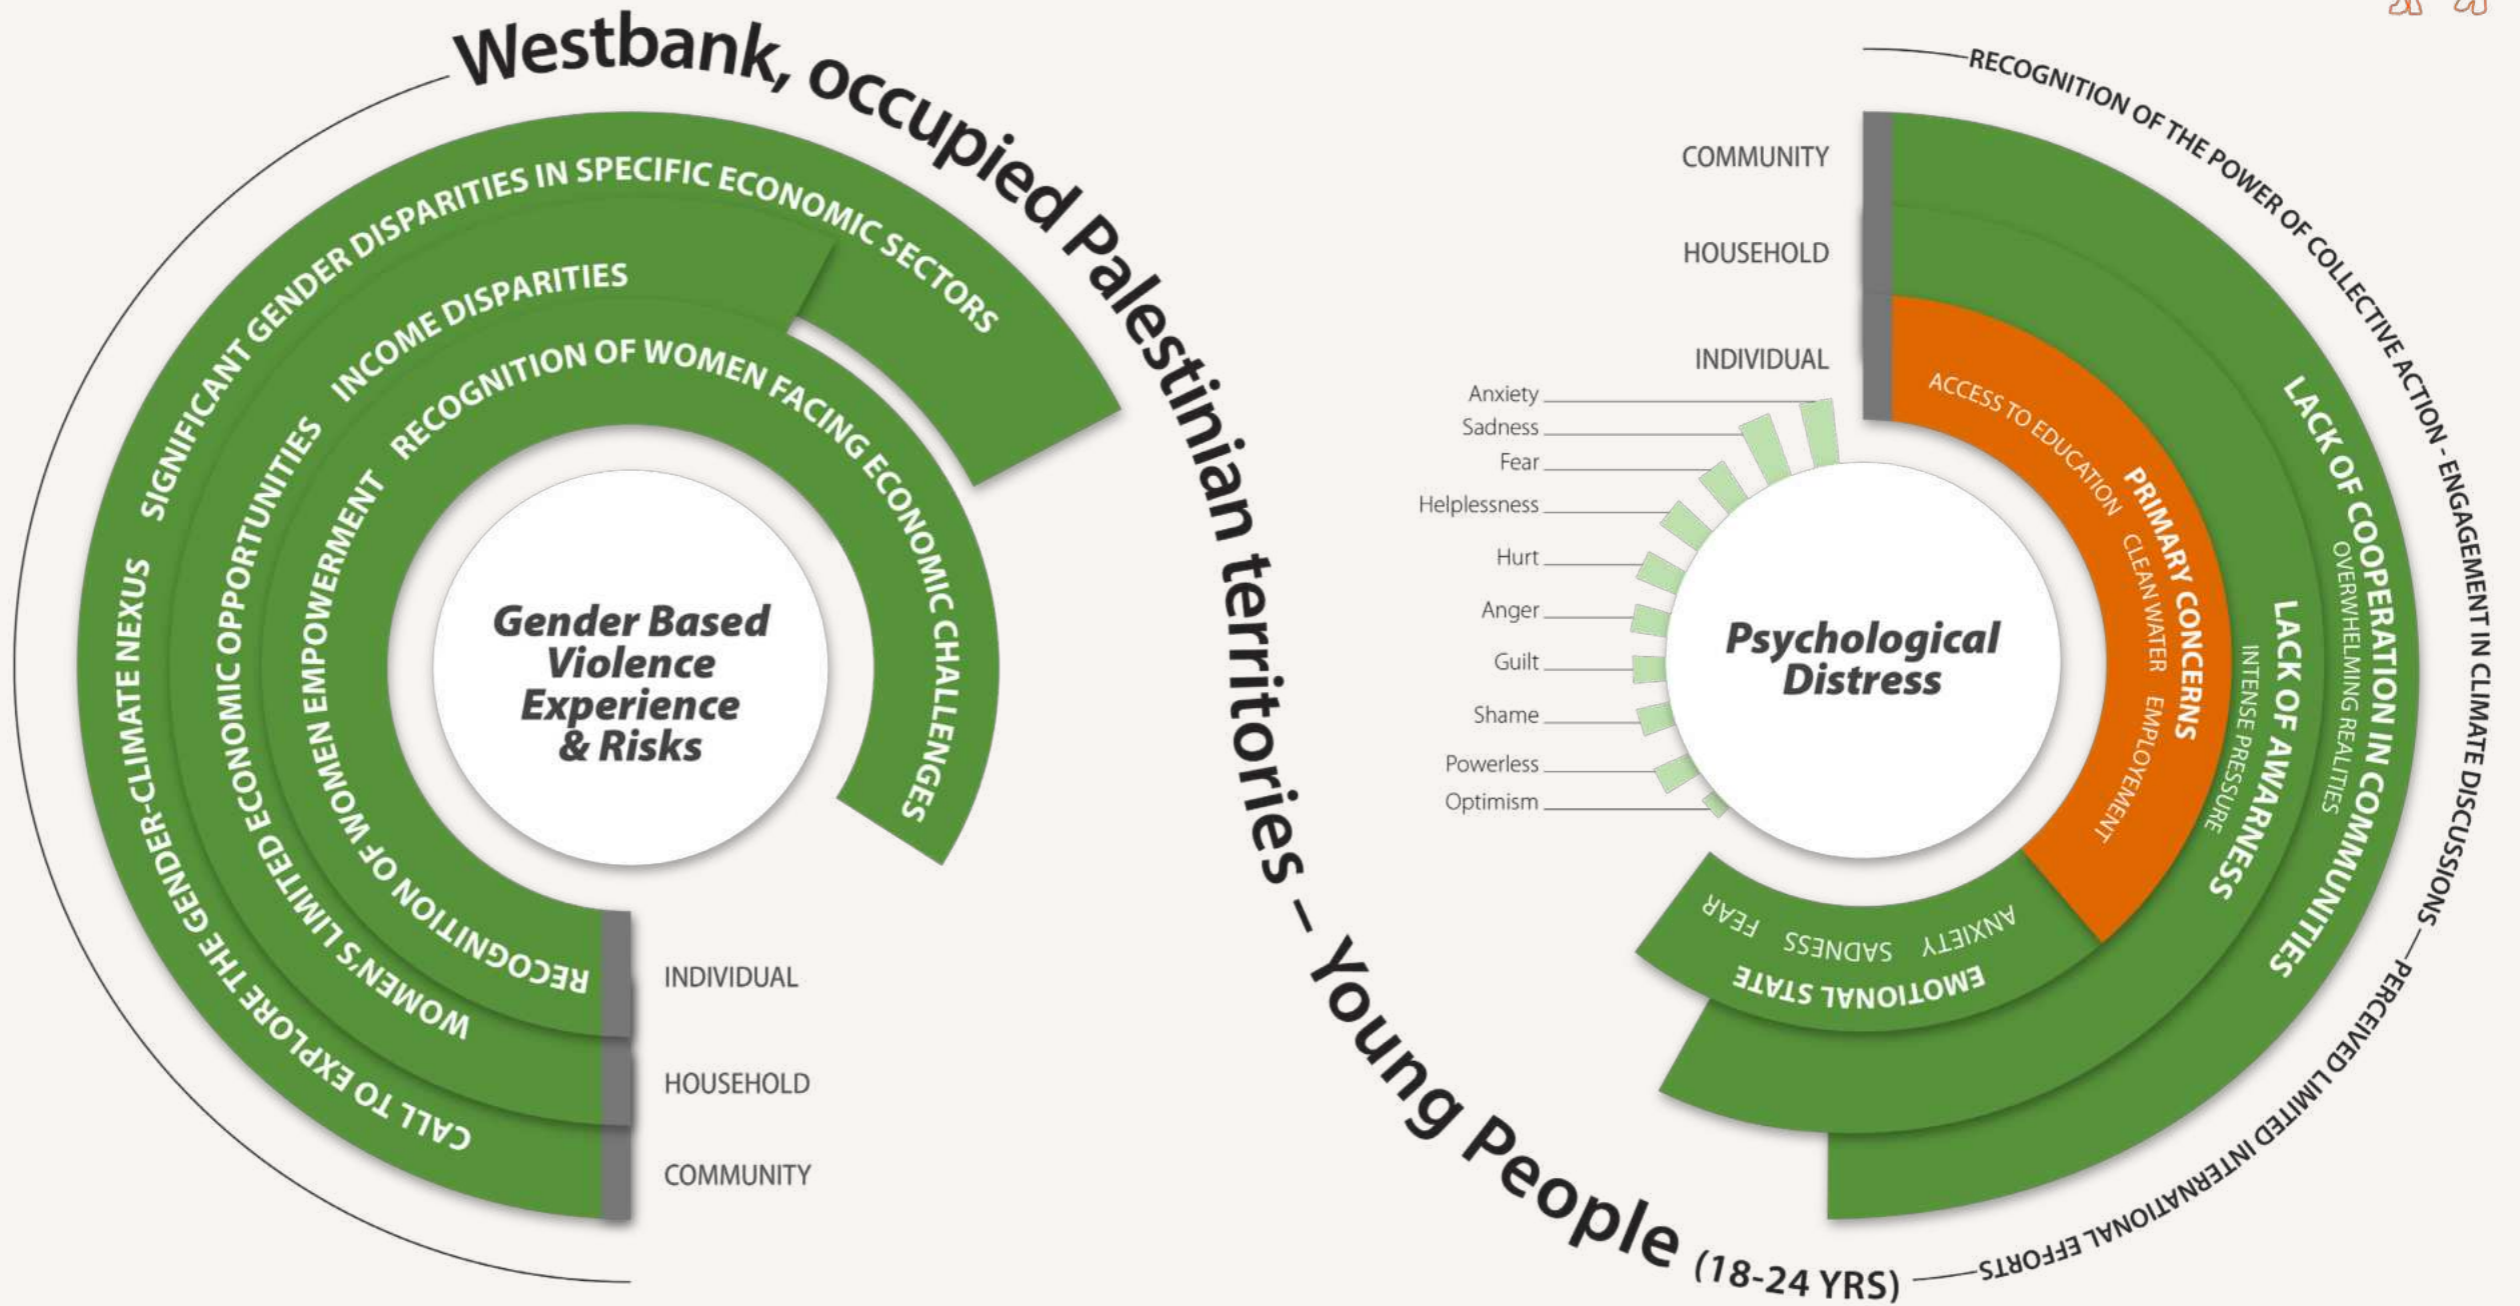 Westbank, occupied Palestinian territories – Young People (18-24 YRS)
SIGNIFICANT GENDER DISPARITIES IN SPECIFIC ECONOMIC SECTORS
CALL TO EXPLORE THE GENDER-CLIMATE NEXUS
INCOME DISPARITIES
WOMEN'S LIMITED ECCONOMIC OPPORTUNITIES
RECOGNITION OF WOMEN FACING ECONOMIC CHALLENGES
RECOGNITION OF WOMEN EMPOWERMENT
Gender Based
Violence
Experience
& Risks
INDIVIDUAL
HOUSEHOLD
COMMUNITY
RECOGNITION OF THE POWER OF COLLECTIVE ACTION - ENGAGEMENT IN CLIMATE DISCUSSIONS — PERCEIVED LIMITED INTERNATIONAL EFFORTS
COMMUNITY
HOUSEHOLD
INDIVIDUAL
Anxiety
Sadness
Fear
Helplessness
Hurt
Anger
Guilt
Shame
Powerless
Optimism
Psychological
Distress
LACK OF COOPERATION IN COMMUNITIES
OVERWHELMING REALITIES
LACK OF AWARNESS
INTENSE PRESSURE
PRIMARY CONCERNS
ACCESS TO EDUCATION
CLEAN WATER
EMPLOYEMENT
EMOTIONAL STATE
ANXIETY
SADNESS
FEAR